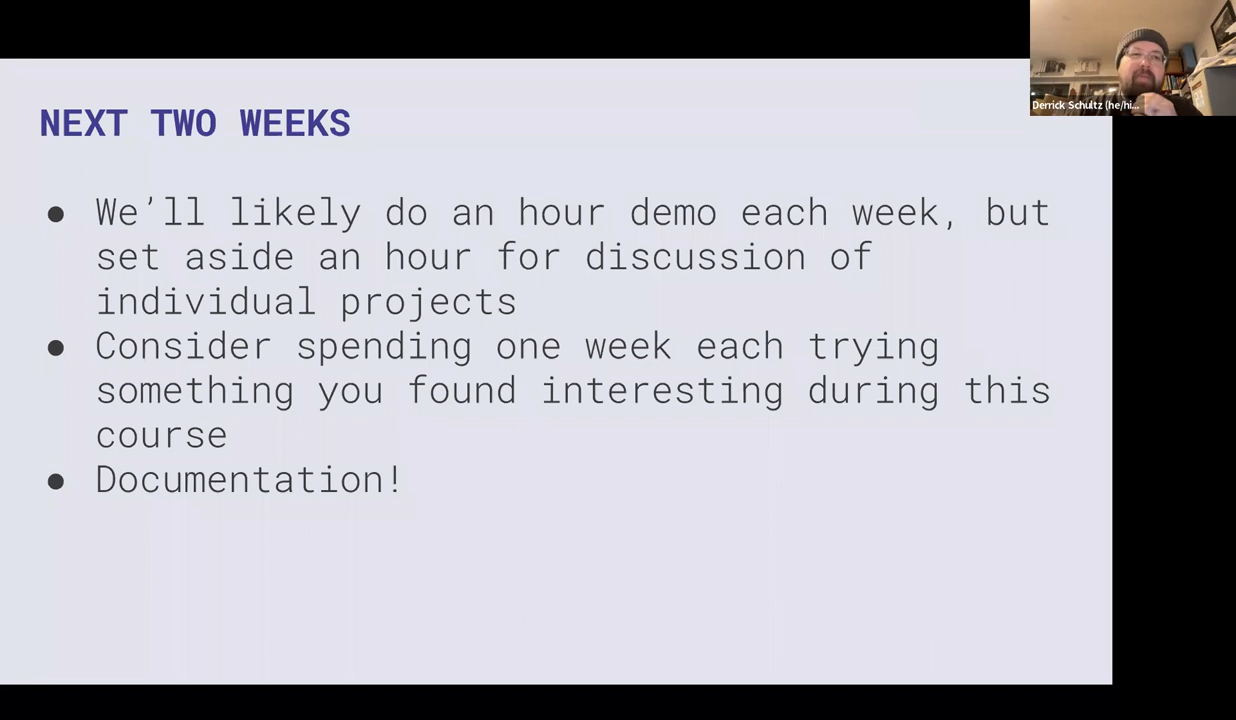 NEXT TWO WEEKS
● We’ll likely do an hour demo each week, but
set aside an hour for discussion of
individual projects
● Consider spending one week each trying
something you found interesting during this
course
● Documentation!
Derrick Schultz (he/hi...